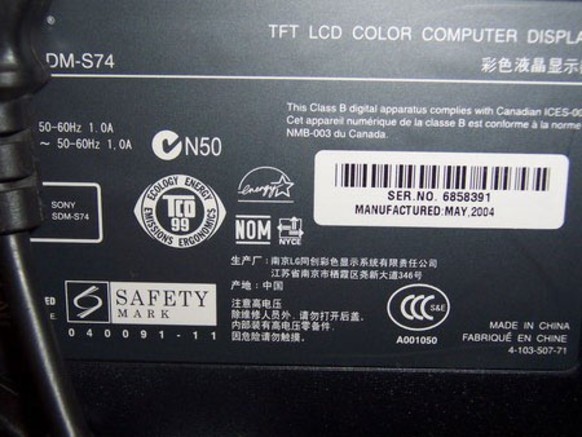 TFT LCD COLOR COMPUTER DISPLA
DM-S74
彩色液晶显示
This Class B digital apparatus complies with Canadian ICES-00
Cet appareil numérique de la classe B est conforme à la norme
NMB-003 du Canada.
50-60Hz 1.0A
~ 50-60Hz 1,0A
N50
SER.NO. 6858391
MANUFACTURED:MAY,2004
SONY
SDM-S74
ECOLOGY ENERGY
TCO
99
EMISSIONS ERGONOMICS
energy
NOM
NYCE
生产厂: 南京LG同创彩色显示系统有限责任公司
江苏省南京市栖霞区尧新大道346号
产地: 中国
SAFETY
MARK
040091-11
注意高电压
除维修人员外,请勿打开后盖。
内部装有高电压零备件,
因危险请勿触摸。
CCC S&E
A001050
MADE IN CHINA
FABRIQUÉ EN CHINE
4-103-507-71